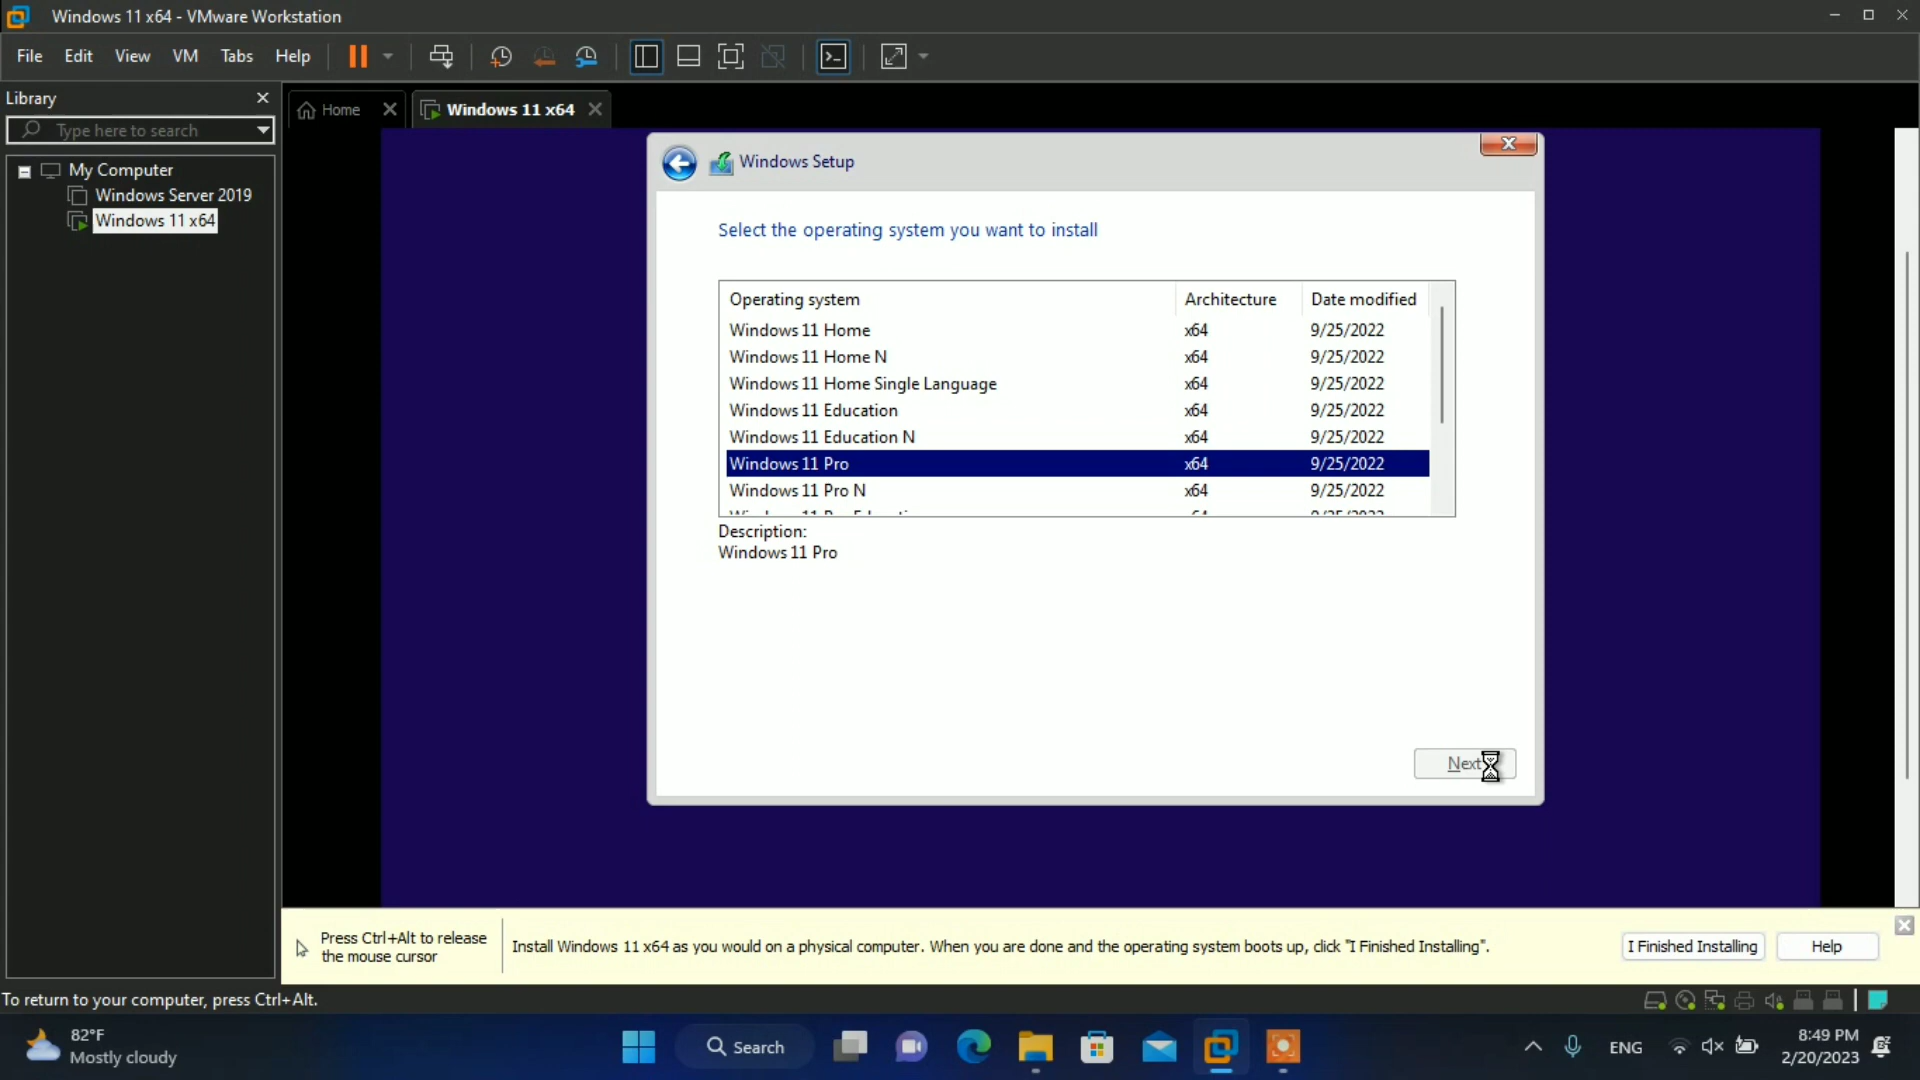 Windows 11 x64 - VMware Workstation
File Edit View VM Tabs Help
Library
Type here to search
My Computer
Windows Server 2019
Windows 11 x64
Home
Windows 11 x64
Windows Setup
Select the operating system you want to install
Operating system Architecture Date modified
Windows 11 Home x64 9/25/2022
Windows 11 Home N x64 9/25/2022
Windows 11 Home Single Language x64 9/25/2022
Windows 11 Education x64 9/25/2022
Windows 11 Education N x64 9/25/2022
Windows 11 Pro x64 9/25/2022
Windows 11 Pro N x64 9/25/2022
Description:
Windows 11 Pro
Next
Press Ctrl+Alt to release
the mouse cursor
Install Windows 11 x64 as you would on a physical computer. When you are done and the operating system boots up, click "I Finished Installing".
I Finished Installing
Help
To return to your computer, press Ctrl+Alt.
82°F
Mostly cloudy
Search
ENG
8:49 PM
2/20/2023